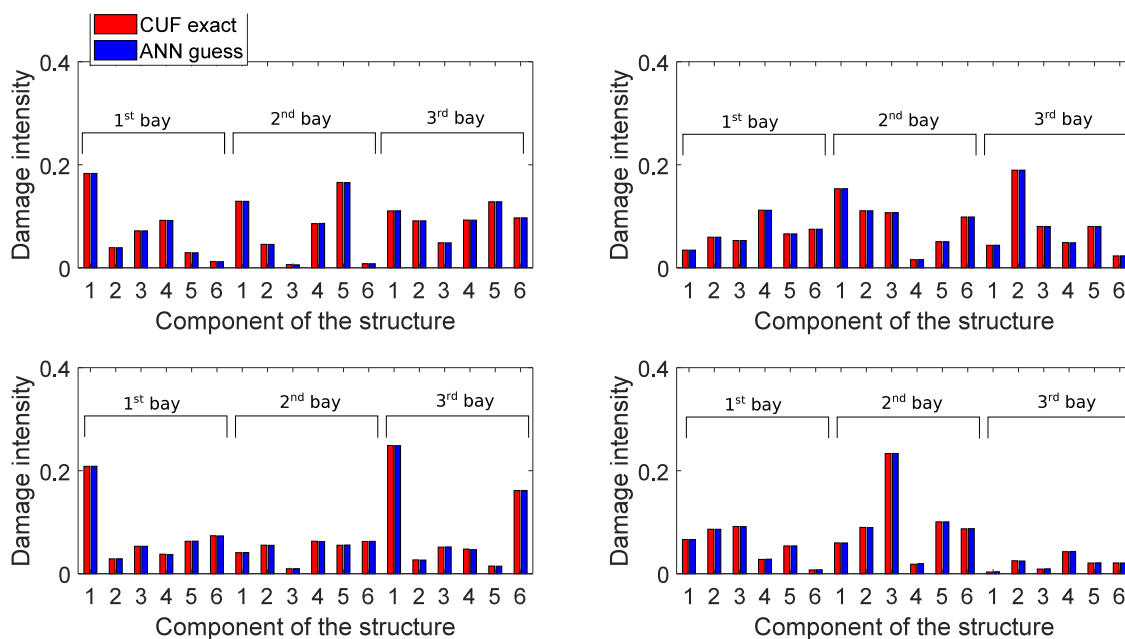 CUF exact
ANN guess
Damage intensity
0.4
0.2
0
1st bay
2nd bay
3rd bay
1 2 3 4 5 6 1 2 3 4 5 6 1 2 3 4 5 6
Component of the structure
Damage intensity
0.4
0.2
0
1st bay
2nd bay
3rd bay
1 2 3 4 5 6 1 2 3 4 5 6 1 2 3 4 5 6
Component of the structure
Damage intensity
0.4
0.2
0
1st bay
2nd bay
3rd bay
1 2 3 4 5 6 1 2 3 4 5 6 1 2 3 4 5 6
Component of the structure
Damage intensity
0.4
0.2
0
1st bay
2nd bay
3rd bay
1 2 3 4 5 6 1 2 3 4 5 6 1 2 3 4 5 6
Component of the structure